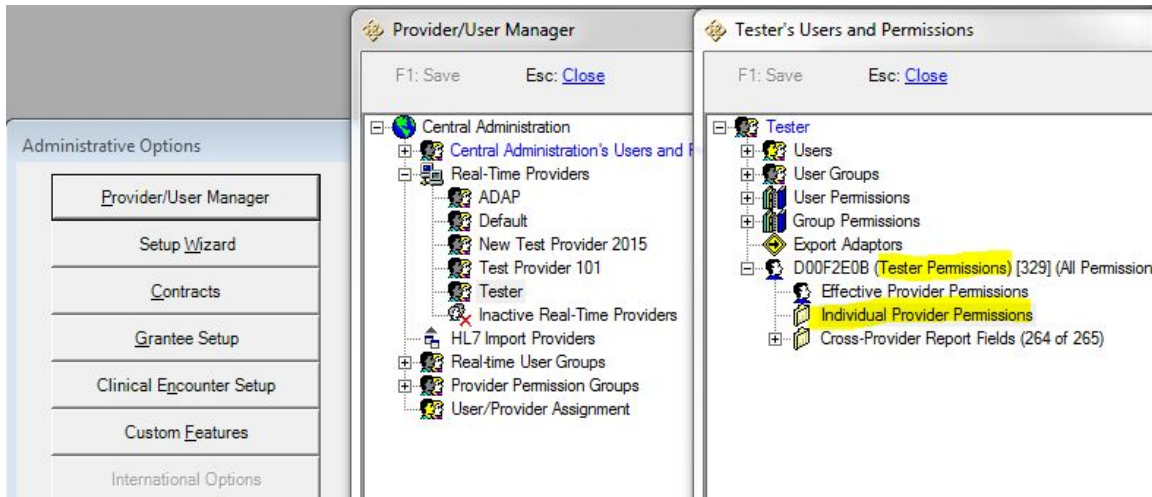 Administrative Options
Provider/User Manager
Setup Wizard
Contracts
Grantee Setup
Clinical Encounter Setup
Custom Features
International Options
Provider/User Manager
F1: Save Esc: Close
Central Administration
Central Administration's Users and
Real-Time Providers
ADAP
Default
New Test Provider 2015
Test Provider 101
Tester
Inactive Real-Time Providers
HL7 Import Providers
Real-time User Groups
Provider Permission Groups
User/Provider Assignment
Tester's Users and Permissions
F1: Save Esc: Close
Tester
Users
User Groups
User Permissions
Group Permissions
Export Adaptors
D00F2E0B (Tester Permissions) [329] (All Permission
Effective Provider Permissions
Individual Provider Permissions
Cross-Provider Report Fields (264 of 265)